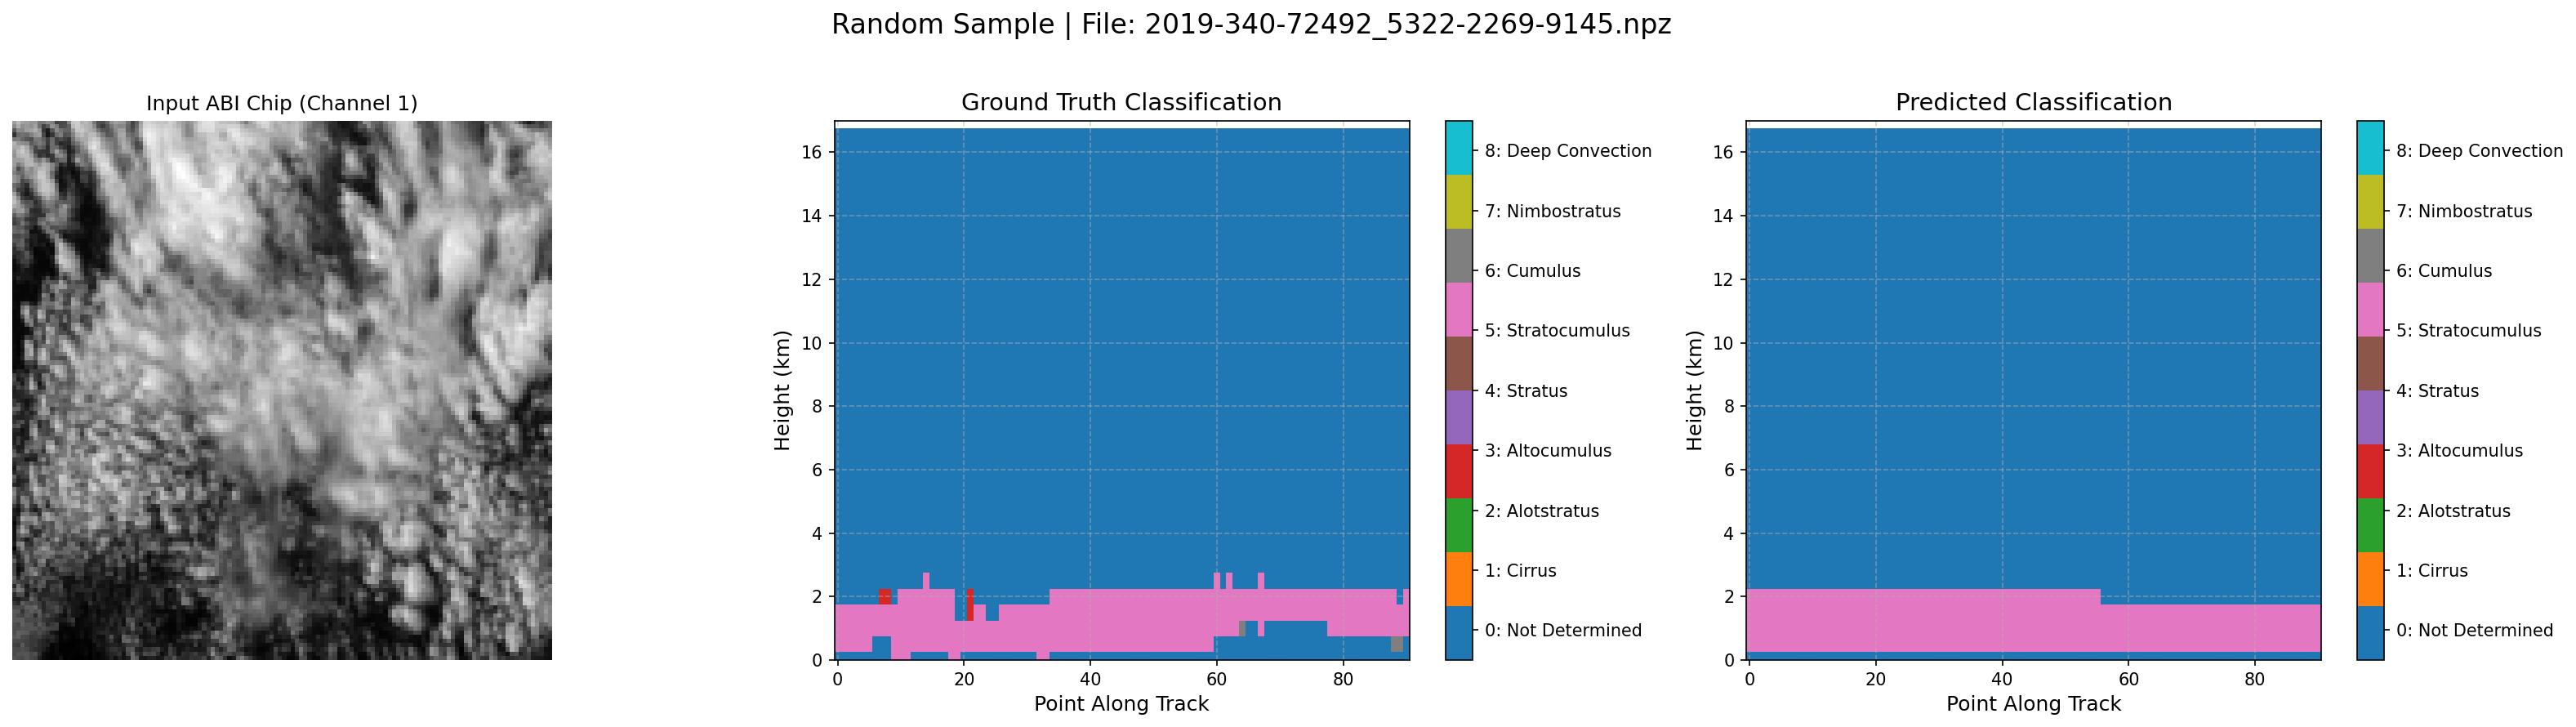 Random Sample | File: 2019-340-72492_5322-2269-9145.npz
Input ABI Chip (Channel 1)
Ground Truth Classification
Height (km)
16
14
12
10
8
6
4
2
0
0
20
40
60
80
Point Along Track
8: Deep Convection
7: Nimbostratus
6: Cumulus
5: Stratocumulus
4: Stratus
3: Altocumulus
2: Alotstratus
1: Cirrus
0: Not Determined
Predicted Classification
Height (km)
16
14
12
10
8
6
4
2
0
0
20
40
60
80
Point Along Track
8: Deep Convection
7: Nimbostratus
6: Cumulus
5: Stratocumulus
4: Stratus
3: Altocumulus
2: Alotstratus
1: Cirrus
0: Not Determined